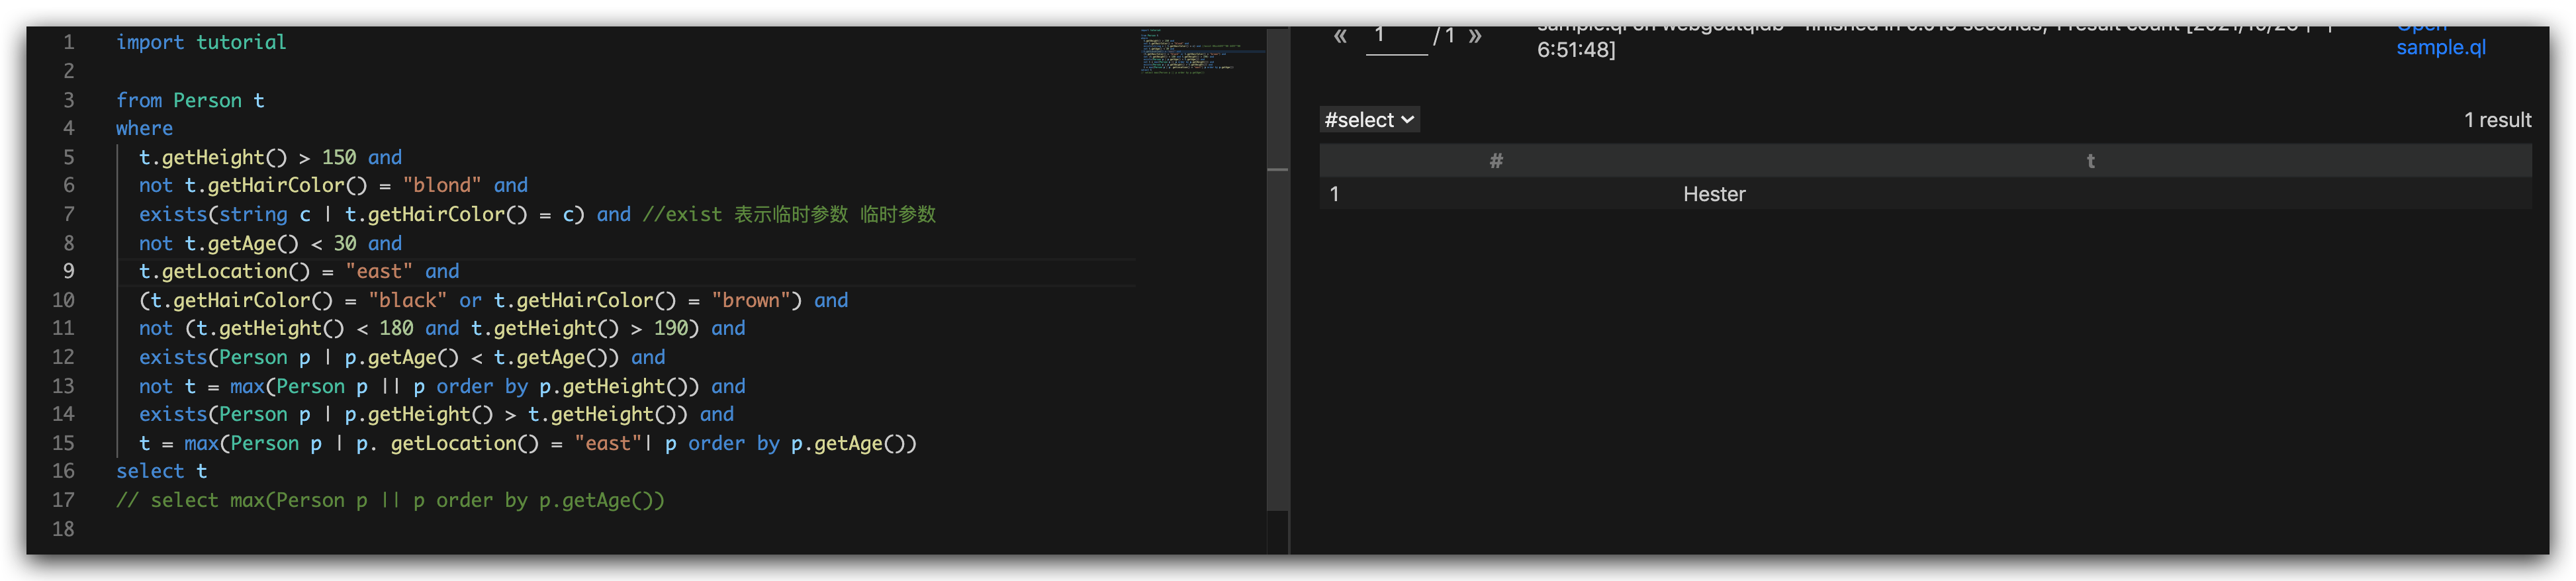 1 import tutorial
2
3 from Person t
4 where
5 t.getHeight() > 150 and
6 not t.getHairColor() = "blond" and
7 exists(string c | t.getHairColor() = c) and //exist 表示临时参数 临时参数
8 not t.getAge() < 30 and
9 t.getLocation() = "east" and
10 (t.getHairColor() = "black" or t.getHairColor() = "brown") and
11 not (t.getHeight() < 180 and t.getHeight() > 190) and
12 exists(Person p | p.getAge() < t.getAge()) and
13 not t = max(Person p || p order by p.getHeight()) and
14 exists(Person p | p.getHeight() > t.getHeight()) and
15 t = max(Person p | p. getLocation() = "east"| p order by p.getAge())
16 select t
17 // select max(Person p || p order by p.getAge())
18
« 1 / 1 »
6:51:48]
Open
sample.ql
#select
1 result
# t
1 Hester